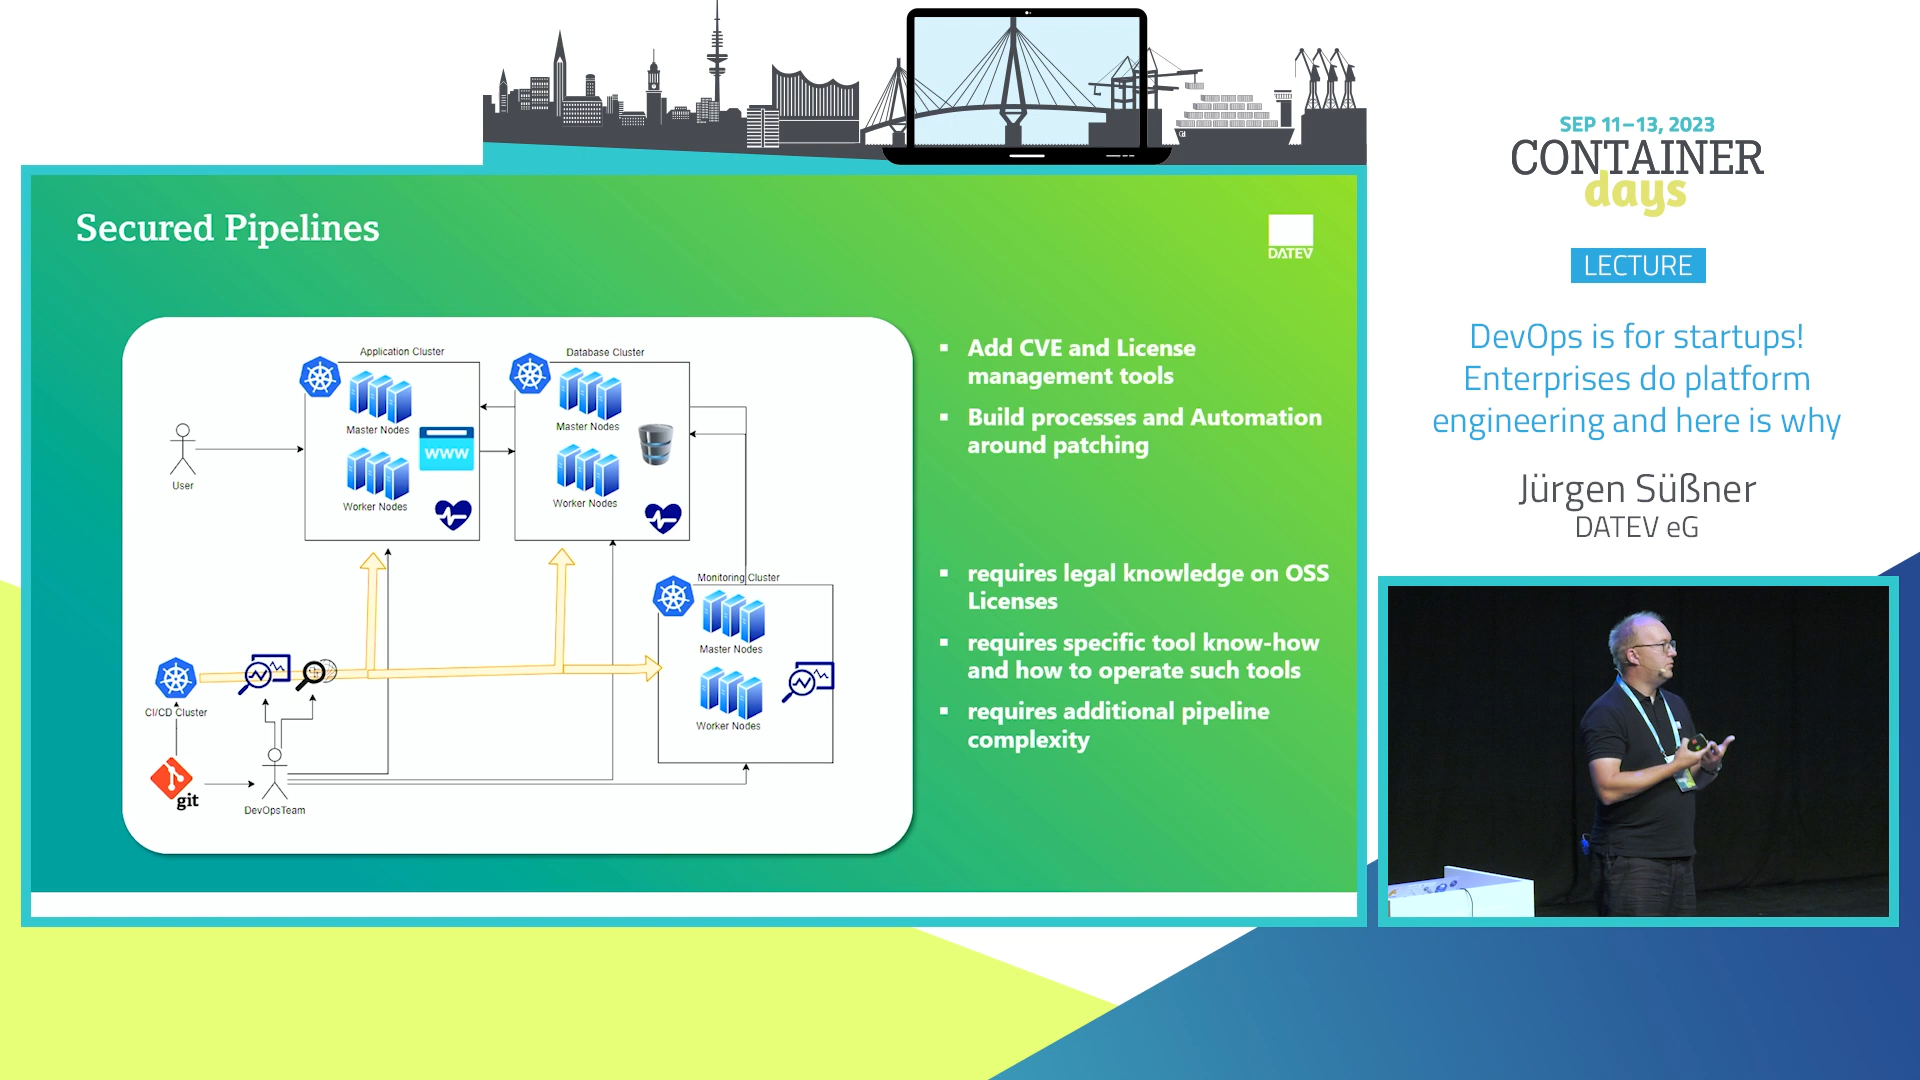 SEP 11–13, 2023
CONTAINER
days
LECTURE
DevOps is for startups!
Enterprises do platform
engineering and here is why
Jürgen Süßner
DATEV eG
Secured Pipelines
DATEV
Application Cluster
Database Cluster
Master Nodes
Master Nodes
WWW
User
Worker Nodes
Worker Nodes
Monitoring Cluster
Master Nodes
CI/CD Cluster
Worker Nodes
git
DevOpsTeam
▪ Add CVE and License
management tools
▪ Build processes and Automation
around patching
▪ requires legal knowledge on OSS
Licenses
▪ requires specific tool know-how
and how to operate such tools
▪ requires additional pipeline
complexity